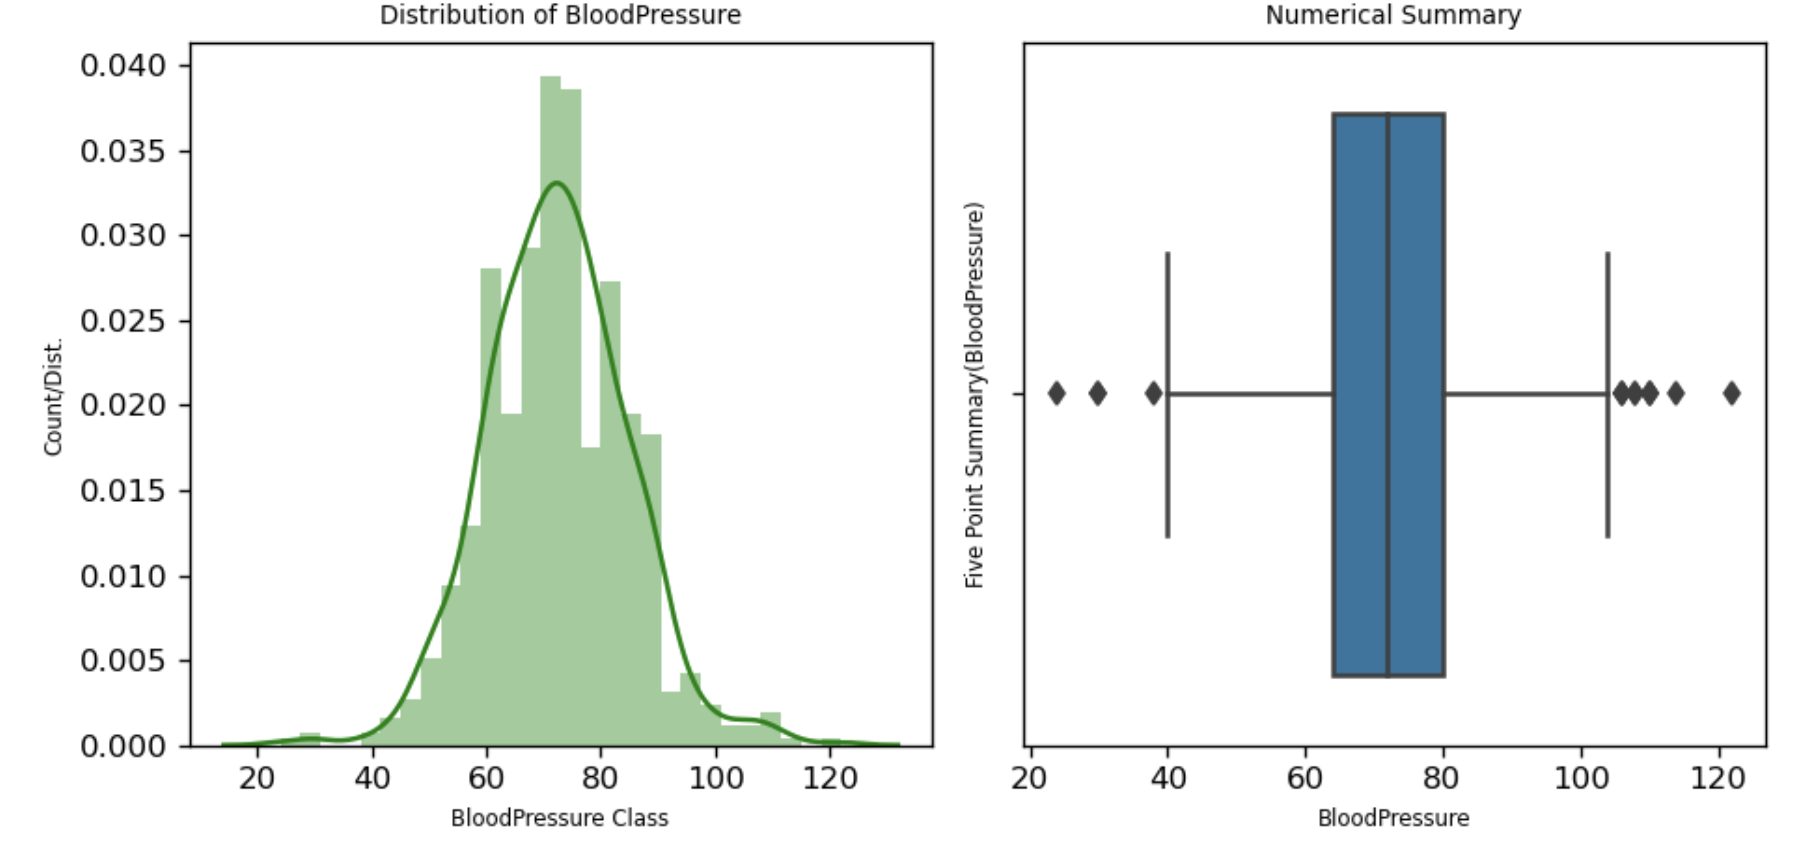 Distribution of BloodPressure
0.040
0.035
0.030
0.025
0.020
0.015
0.010
0.005
0.000
Count/Dist.
20 40 60 80 100 120
BloodPressure Class
Numerical Summary
Five Point Summary(BloodPressure)
20 40 60 80 100 120
BloodPressure